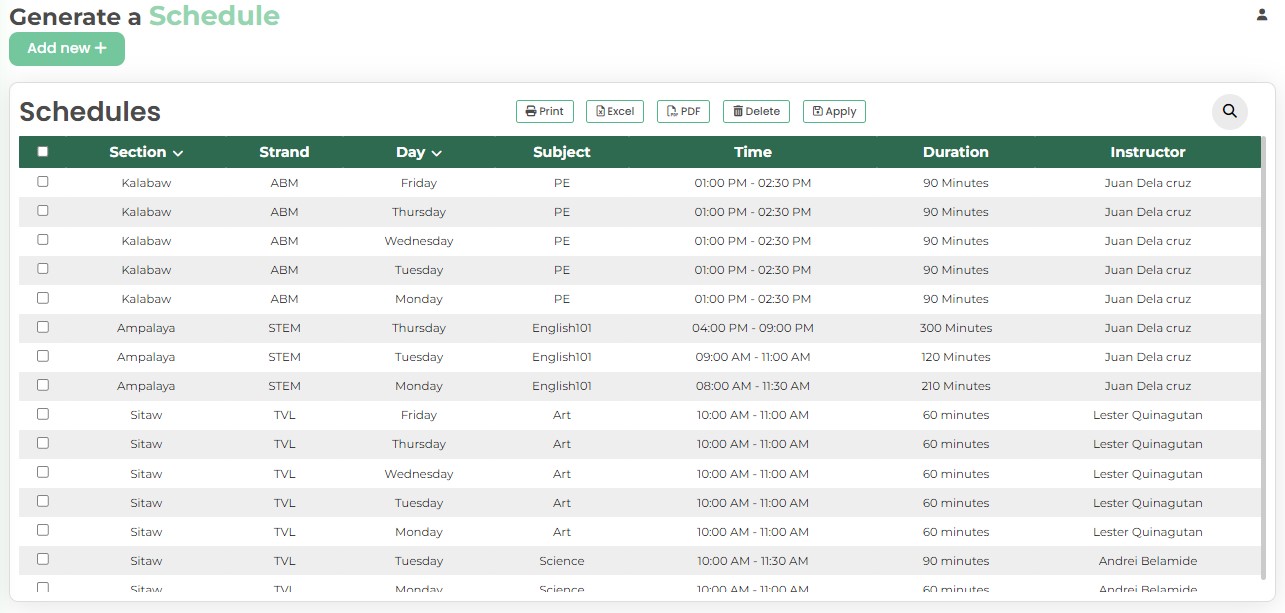 Generate a Schedule
Add new +
Schedules Print Excel PDF Delete Apply
Section Strand Day Subject Time Duration Instructor
Kalabaw ABM Friday PE 01:00 PM - 02:30 PM 90 Minutes Juan Dela cruz
Kalabaw ABM Thursday PE 01:00 PM - 02:30 PM 90 Minutes Juan Dela cruz
Kalabaw ABM Wednesday PE 01:00 PM - 02:30 PM 90 Minutes Juan Dela cruz
Kalabaw ABM Tuesday PE 01:00 PM - 02:30 PM 90 Minutes Juan Dela cruz
Kalabaw ABM Monday PE 01:00 PM - 02:30 PM 90 Minutes Juan Dela cruz
Ampalaya STEM Thursday English101 04:00 PM - 09:00 PM 300 Minutes Juan Dela cruz
Ampalaya STEM Tuesday English101 09:00 AM - 11:00 AM 120 Minutes Juan Dela cruz
Ampalaya STEM Monday English101 08:00 AM - 11:30 AM 210 Minutes Juan Dela cruz
Sitaw TVL Friday Art 10:00 AM - 11:00 AM 60 minutes Lester Quinagutan
Sitaw TVL Thursday Art 10:00 AM - 11:00 AM 60 minutes Lester Quinagutan
Sitaw TVL Wednesday Art 10:00 AM - 11:00 AM 60 minutes Lester Quinagutan
Sitaw TVL Tuesday Art 10:00 AM - 11:00 AM 60 minutes Lester Quinagutan
Sitaw TVL Monday Art 10:00 AM - 11:00 AM 60 minutes Lester Quinagutan
Sitaw TVL Tuesday Science 10:00 AM - 11:30 AM 90 minutes Andrei Belamide
Sitaw TVL Monday Science 10:00 AM - 11:00 AM 60 minutes Andrei Belamide